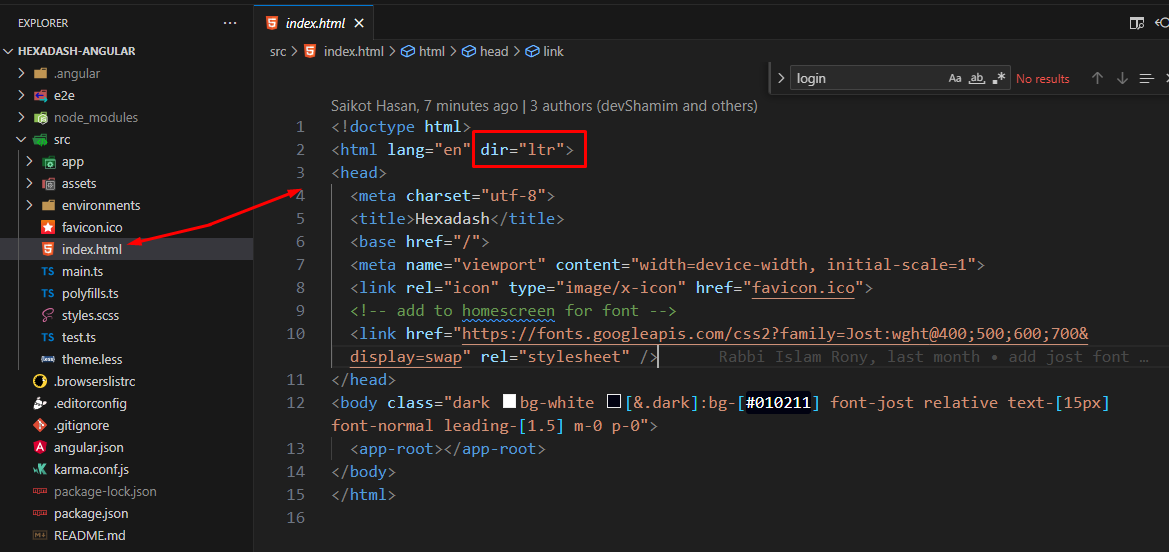 EXPLORER ...
HEXADASH-ANGULAR
.angular
e2e
node_modules
src
app
assets
environments
favicon.ico
index.html
TS main.ts
TS polyfills.ts
styles.scss
TS test.ts
{less} theme.less
.browserslistrc
.editorconfig
.gitignore
angular.json
karma.conf.js
package-lock.json
package.json
README.md
index.html
src > index.html > html > head > link
login Aa ab .* No results
Saikot Hasan, 7 minutes ago | 3 authors (devShamim and others)
1 <!doctype html>
2 <html lang="en" dir="ltr">
3 <head>
4 <meta charset="utf-8">
5 <title>Hexadash</title>
6 <base href="/">
7 <meta name="viewport" content="width=device-width, initial-scale=1">
8 <link rel="icon" type="image/x-icon" href="favicon.ico">
9 <!-- add to homescreen for font -->
10 <link href="https://fonts.googleapis.com/css2?family=Jost:wght@400;500;600;700&
display=swap" rel="stylesheet" /> Rabbi Islam Rony, last month • add jost font …
11 </head>
12 <body class="dark bg-white [&.dark]:bg-[#010211] font-jost relative text-[15px]
font-normal leading-[1.5] m-0 p-0">
13 <app-root></app-root>
14 </body>
15 </html>
16